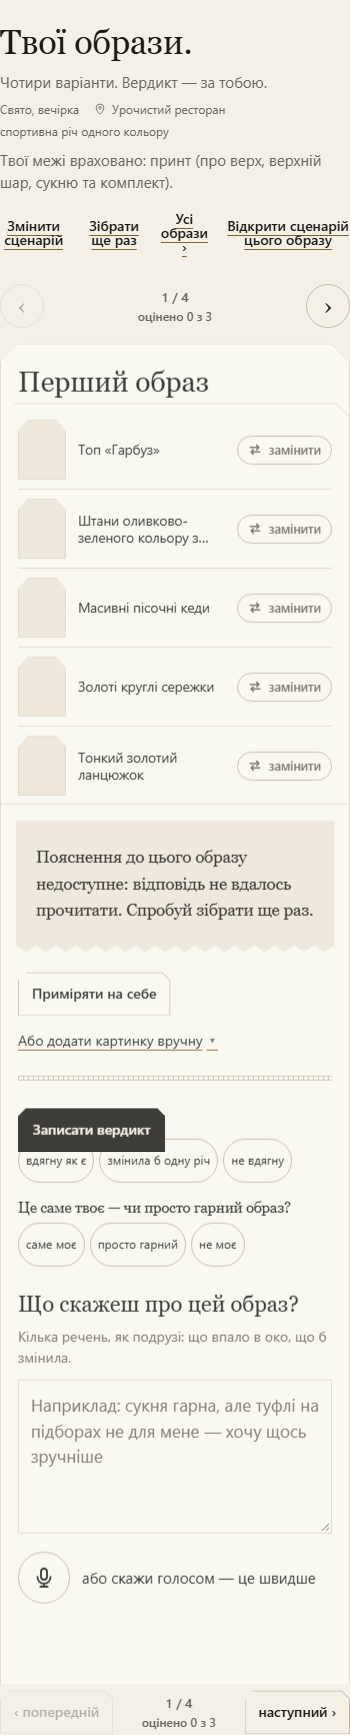 Твої образи.
Чотири варіанти. Вердикт — за тобою.
Свято, вечірка Урочистий ресторан
спортивна річ одного кольору
Твої межі враховано: принт (про верх, верхній
шар, сукню та комплект).
Змінити
сценарій
Зібрати
ще раз
Усі
образи
›
Відкрити сценарій
цього образу
‹
1 / 4
оцінено 0 з 3
›
Перший образ
Топ «Гарбуз»
замінити
Штани оливково-
зеленого кольору з...
замінити
Масивні пісочні кеди
замінити
Золоті круглі сережки
замінити
Тонкий золотий
ланцюжок
замінити
Пояснення до цього образу
недоступне: відповідь не вдалось
прочитати. Спробуй зібрати ще раз.
Приміряти на себе
Або додати картинку вручну
Записати вердикт
вдягну як є
змінила б одну річ
не вдягну
Це саме твоє — чи просто гарний образ?
саме моє
просто гарний
не моє
Що скажеш про цей образ?
Кілька речень, як подрузі: що впало в око, що б
змінила.
Наприклад: сукня гарна, але туфлі на
підборах не для мене — хочу щось
зручніше
або скажи голосом — це швидше
‹ попередній
1 / 4
оцінено 0 з 3
наступний ›